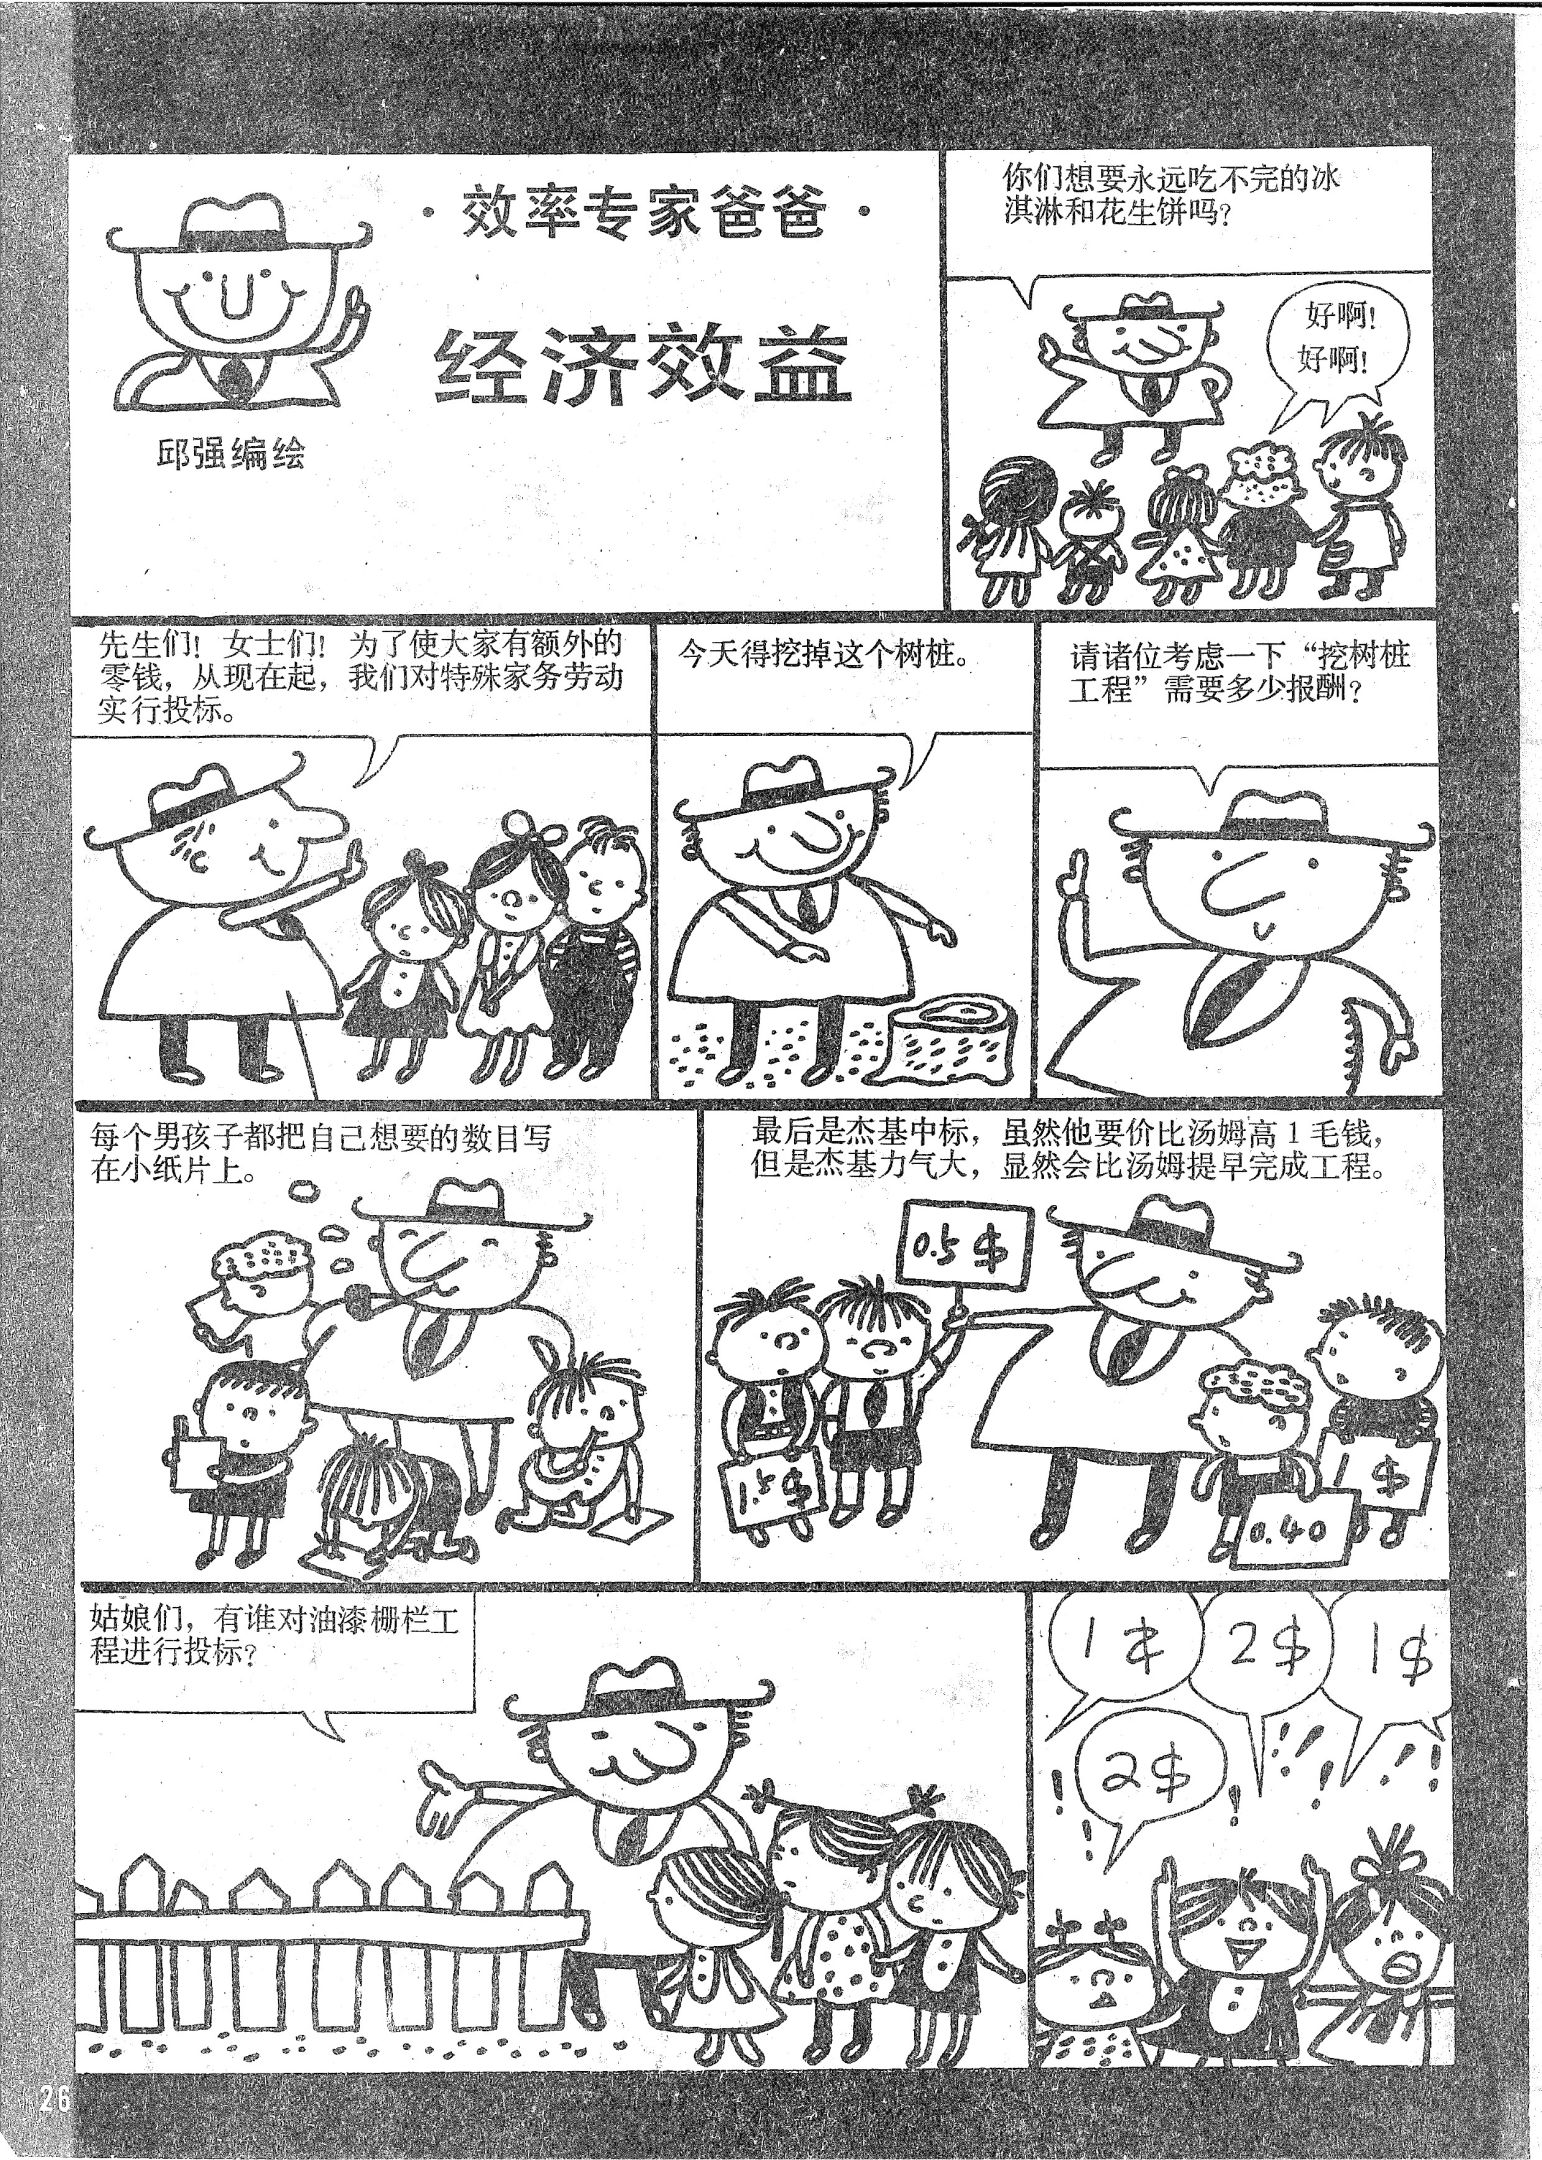 ·效率专家爸爸·
经济效益
邱强编绘
你们想要永远吃不完的冰
淇淋和花生饼吗？
好啊！
好啊！
先生们！女士们！为了使大家有额外的
零钱，从现在起，我们对特殊家务劳动
实行投标。
今天得挖掉这个树桩。
请诸位考虑一下“挖树桩
工程”需要多少报酬？
每个男孩子都把自己想要的数目写
在小纸片上。
最后是杰基中标，虽然他要价比汤姆高1毛钱，
但是杰基力气大，显然会比汤姆提早完成工程。
0.5$
1.5$
0.40
1$
姑娘们，有谁对油漆栅栏工
程进行投标？
1$
2$
1$
2$
26